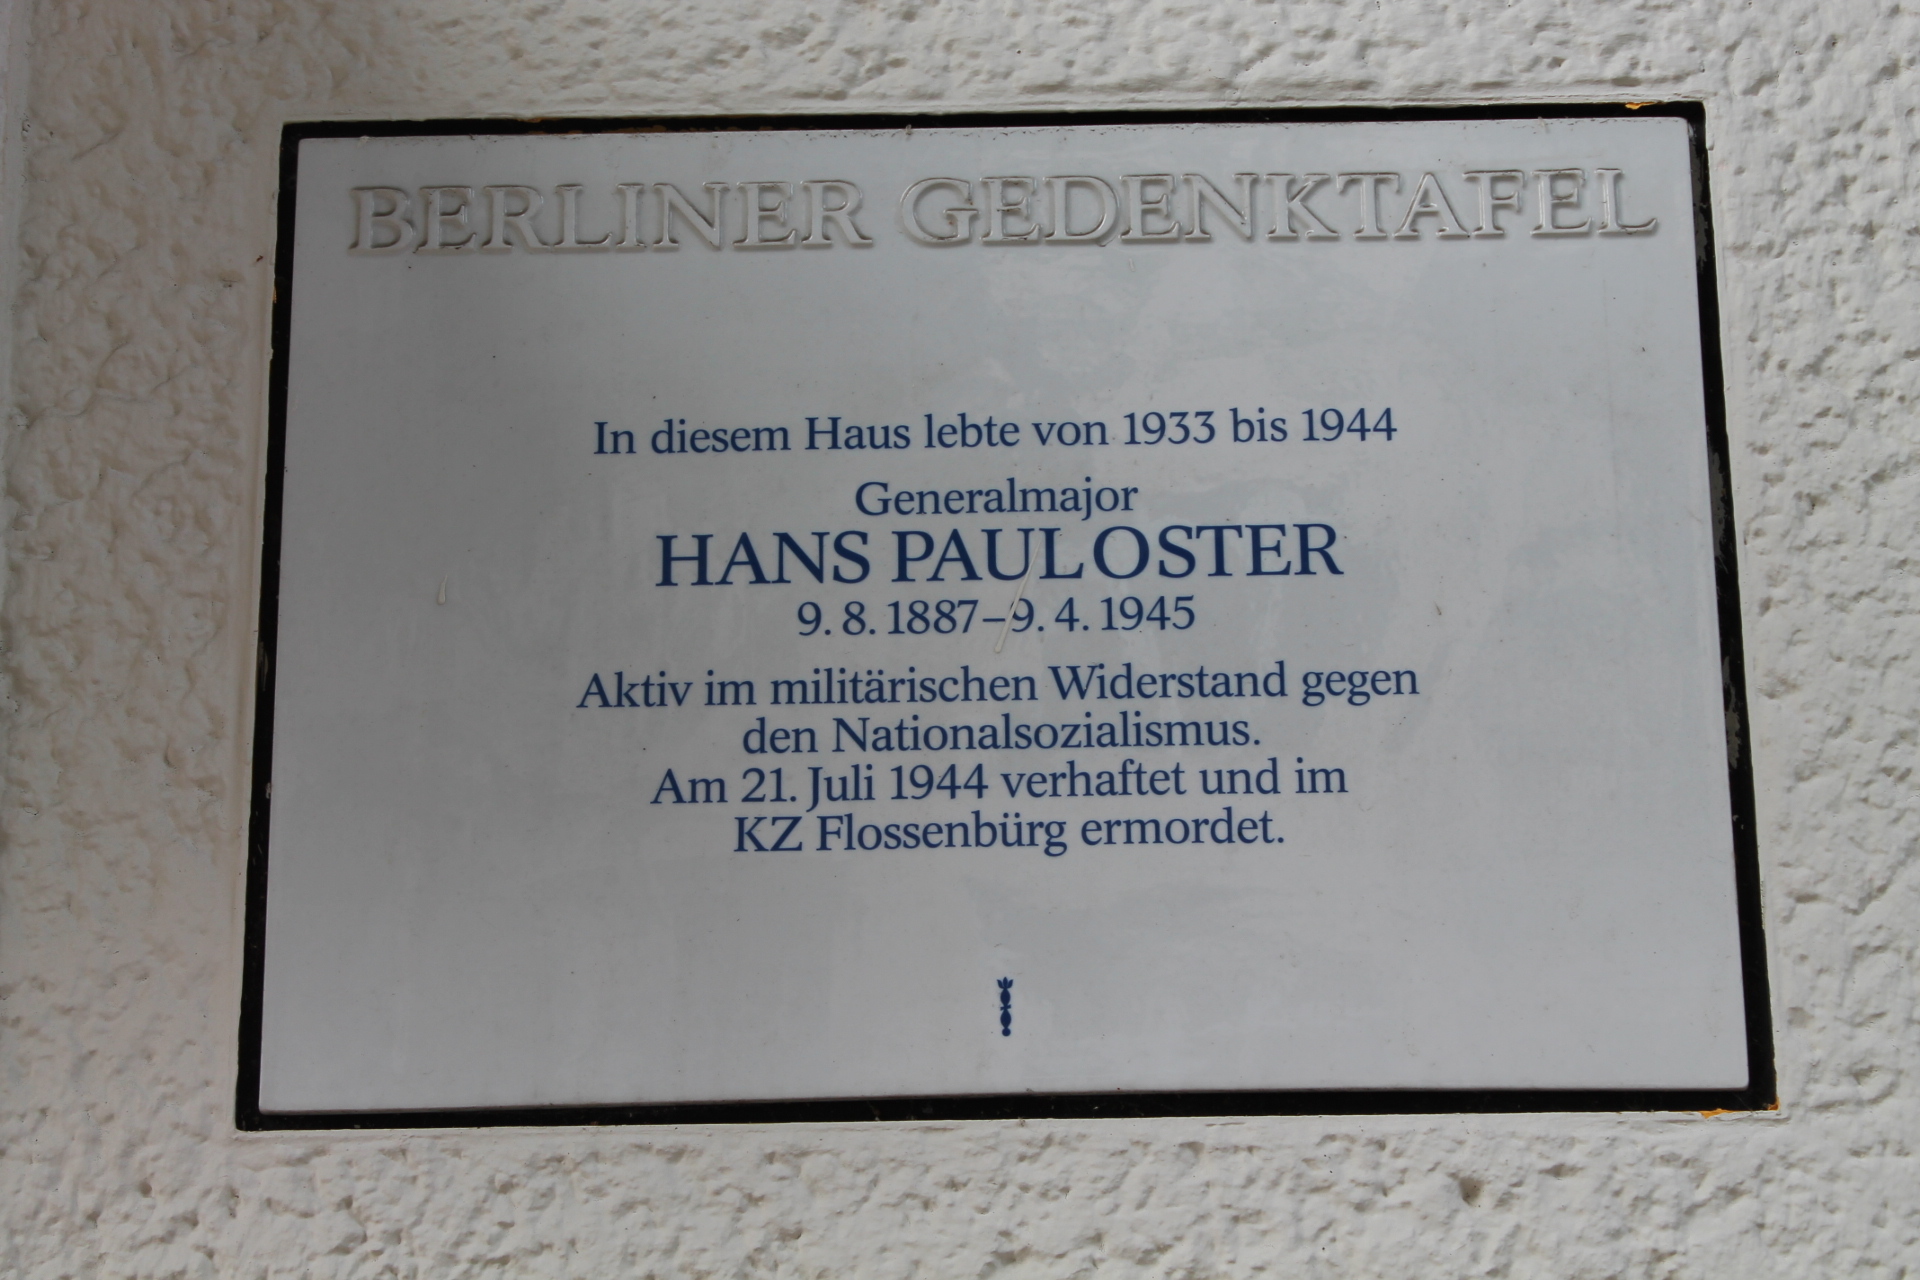 BERLINER GEDENKTAFEL
In diesem Haus lebte von 1933 bis 1944
Generalmajor
HANS PAUL OSTER
9. 8. 1887–9. 4. 1945
Aktiv im militärischen Widerstand gegen
den Nationalsozialismus.
Am 21. Juli 1944 verhaftet und im
KZ Flossenbürg ermordet.